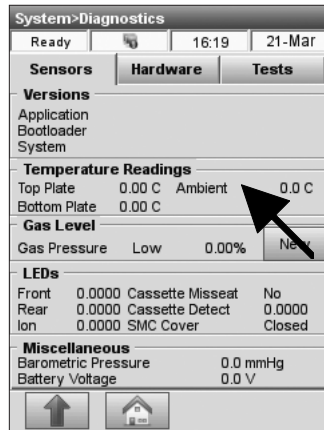 System>Diagnostics
Ready 16:19 21-Mar
Sensors Hardware Tests
Versions
Application
Bootloader
System
Temperature Readings
Top Plate 0.00 C Ambient 0.0 C
Bottom Plate 0.00 C
Gas Level
Gas Pressure Low 0.00% New
LEDs
Front 0.0000 Cassette Misseat No
Rear 0.0000 Cassette Detect 0.0000
Ion 0.0000 SMC Cover Closed
Miscellaneous
Barometric Pressure 0.0 mmHg
Battery Voltage 0.0 V